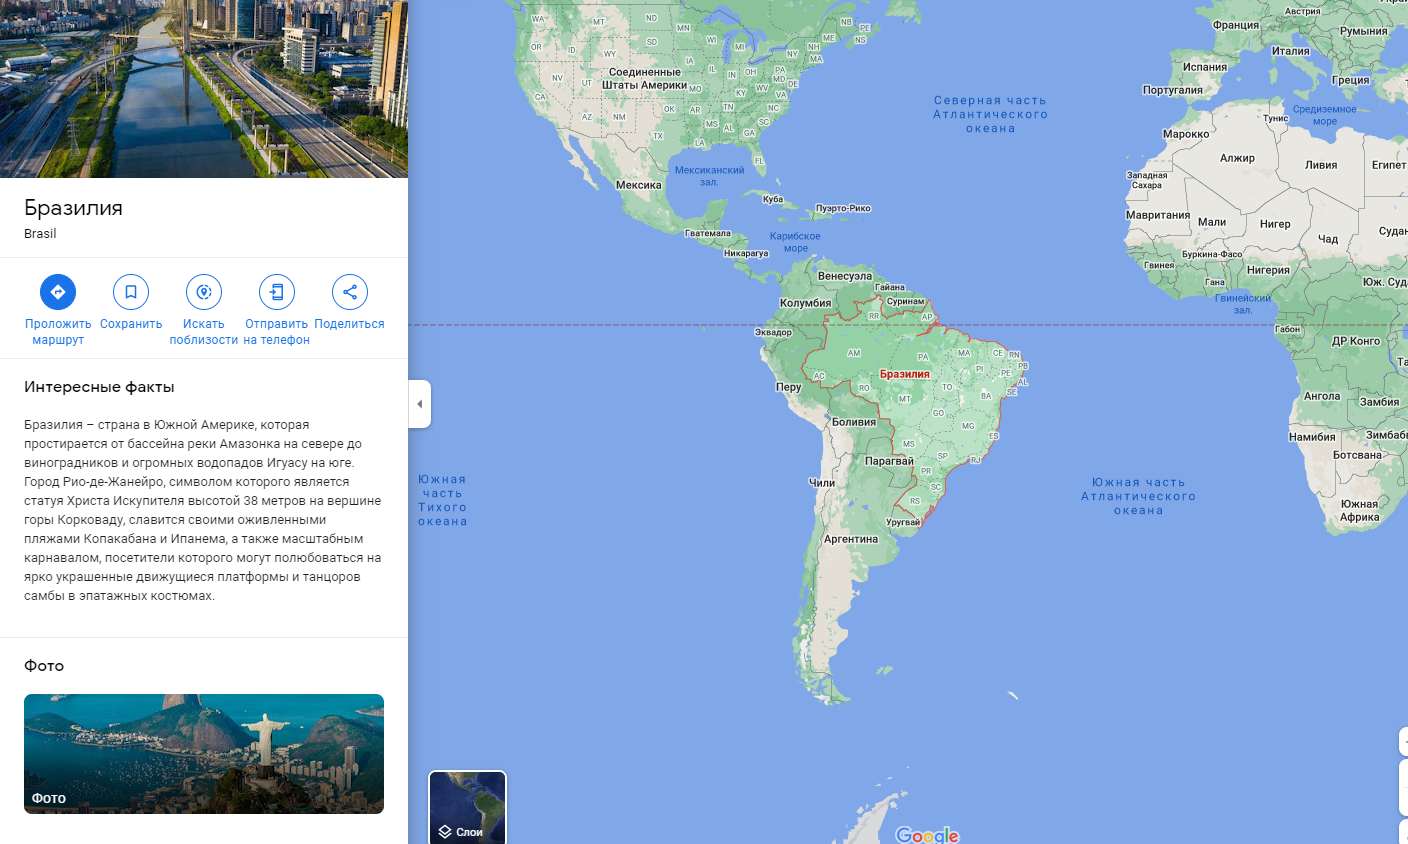 Бразилия
Brasil
Проложить
маршрут
Сохранить
Искать
поблизости
Отправить
на телефон
Поделиться
Интересные факты
Бразилия – страна в Южной Америке, которая
простирается от бассейна реки Амазонка на севере до
виноградников и огромных водопадов Игуасу на юге.
Город Рио-де-Жанейро, символом которого является
статуя Христа Искупителя высотой 38 метров на вершине
горы Корковаду, славится своими оживленными
пляжами Копакабана и Ипанема, а также масштабным
карнавалом, посетители которого могут полюбоваться на
ярко украшенные движущиеся платформы и танцоров
самбы в эпатажных костюмах.
Фото
Фото
Слои
WA
MT
ND
MN
OR
ID
WY
SD
WI
MI
NY
NH
ME
NB
PE
NS
MA
Соединенные
Штаты Америки
NV
UT
IA
IL
IN
OH
PA
MD
DE
CA
MO
KY
WV
VA
AZ
NM
OK
AR
TN
NC
SC
MS
AL
GA
TX
LA
FL
Мексиканский
зал.
Мексика
Куба
Пуэрто-Рико
Гватемала
Карибское
море
Никарагуа
Северная часть
Атлантического
океана
Австрия
Франция
Румыния
Италия
Испания
Греция
Португалия
Средиземное
море
Тунис
Марокко
Алжир
Ливия
Египет
Западная
Сахара
Мавритания
Мали
Нигер
Чад
Судан
Гвинея
Буркина-Фасо
Нигерия
Гана
Юж. Суда
Гвинейский
зал.
Габон
ДР Конго
Та
Ангола
Замбия
Намибия
Зимбаб
Ботсвана
Южная
Африка
Венесуэла
Гайана
Суринам
Колумбия
Эквадор
RR
AP
AM
PA
MA
CE
RN
PB
PI
PE
AL
SE
AC
RO
TO
BA
MT
GO
MG
ES
MS
SP
RJ
PR
SC
RS
Бразилия
Перу
Боливия
Парагвай
Чили
Уругвай
Аргентина
Южная
часть
Тихого
океана
Южная часть
Атлантического
океана
Google